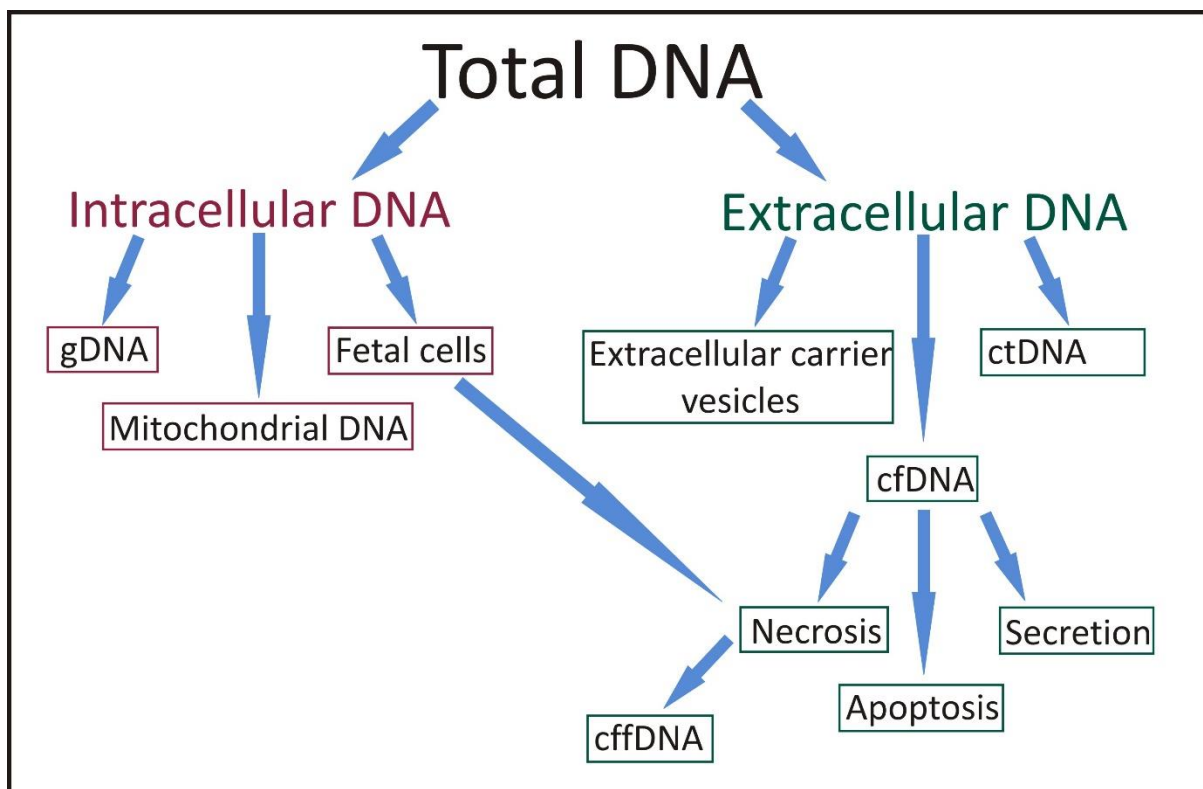 Total DNA
Intracellular DNA
Extracellular DNA
gDNA
Fetal cells
Extracellular carrier
vesicles
ctDNA
Mitochondrial DNA
cfDNA
Necrosis
Secretion
Apoptosis
cffDNA